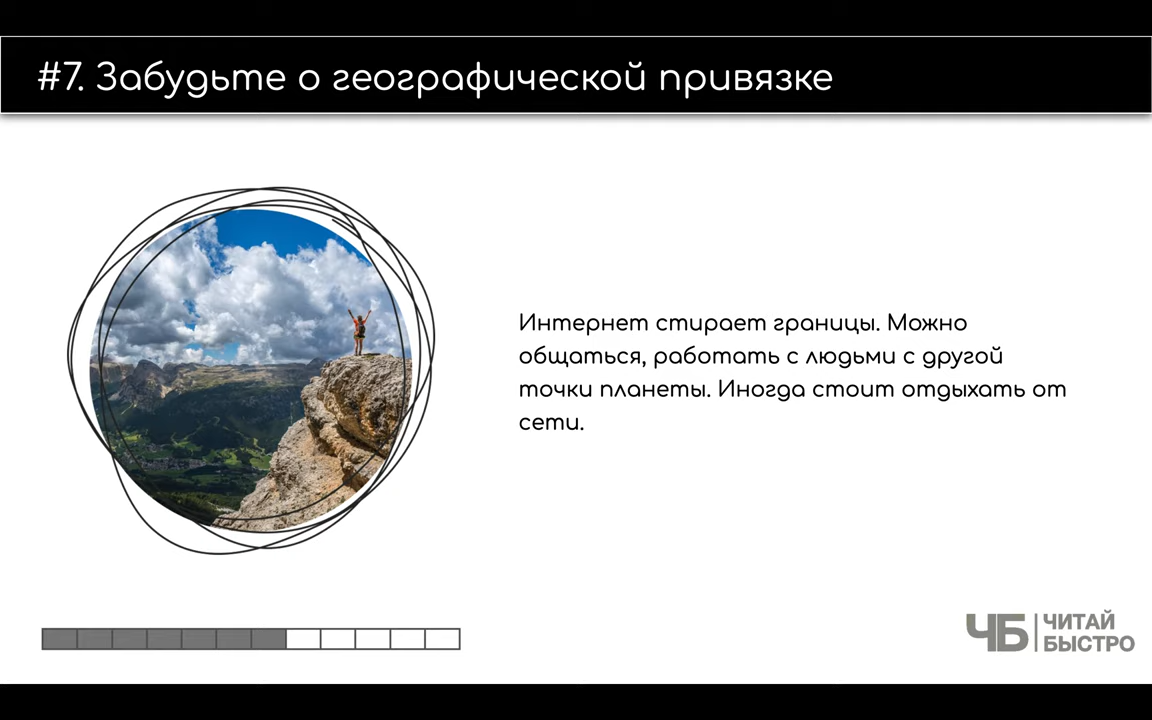 #7. Забудьте о географической привязке
Интернет стирает границы. Можно
общаться, работать с людьми с другой
точки планеты. Иногда стоит отдыхать от
сети.
ЧБ ЧИТАЙ
БЫСТРО